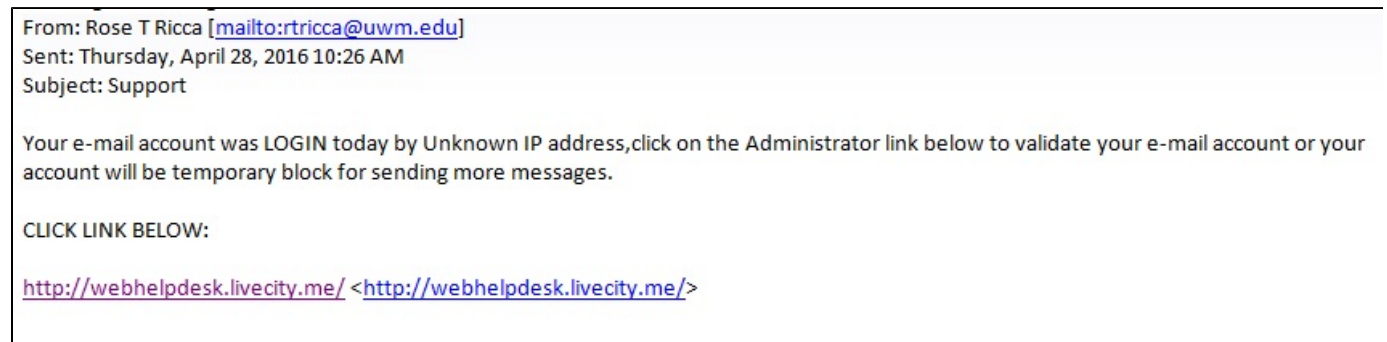 From: Rose T Ricca [mailto:rtricca@uwm.edu]
Sent: Thursday, April 28, 2016 10:26 AM
Subject: Support
Your e-mail account was LOGIN today by Unknown IP address,click on the Administrator link below to validate your e-mail account or your
account will be temporary block for sending more messages.
CLICK LINK BELOW:
http://webhelpdesk.livecity.me/ <http://webhelpdesk.livecity.me/>